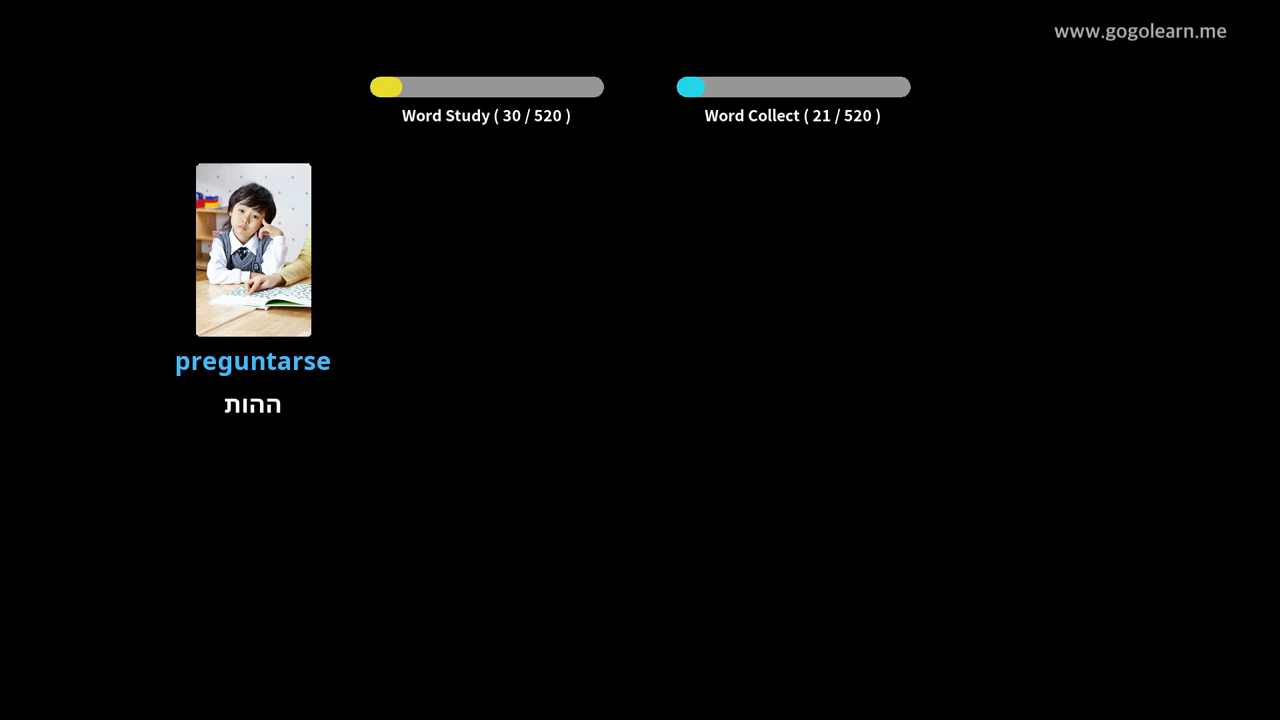 www.gogolearn.me
Word Study ( 30 / 520 )
Word Collect ( 21 / 520 )
preguntarse
ההות